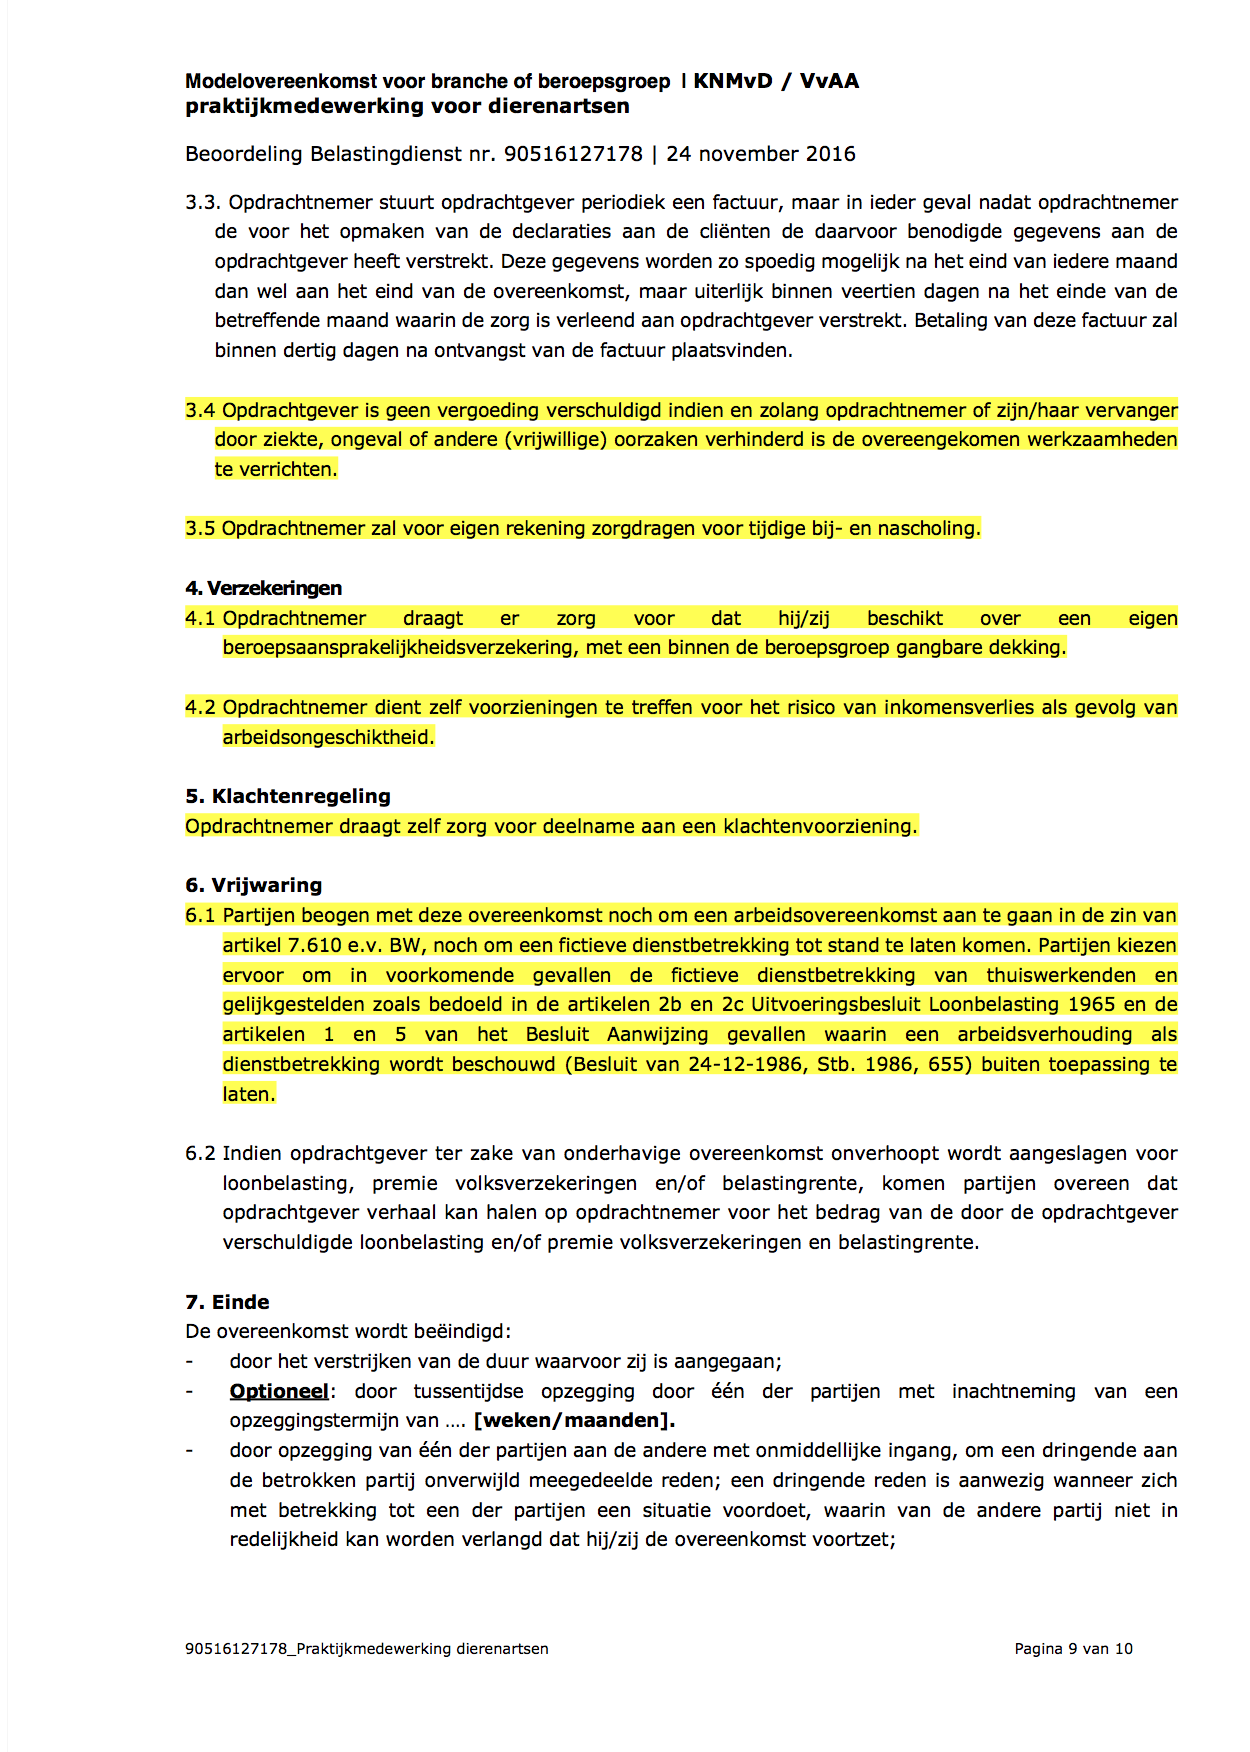 Modelovereenkomst voor branche of beroepsgroep | KNMvD / VvAA
praktijkmedewerking voor dierenartsen
Beoordeling Belastingdienst nr. 90516127178 | 24 november 2016
3.3. Opdrachtnemer stuurt opdrachtgever periodiek een factuur, maar in ieder geval nadat opdrachtnemer
de voor het opmaken van de declaraties aan de cliënten de daarvoor benodigde gegevens aan de
opdrachtgever heeft verstrekt. Deze gegevens worden zo spoedig mogelijk na het eind van iedere maand
dan wel aan het eind van de overeenkomst, maar uiterlijk binnen veertien dagen na het einde van de
betreffende maand waarin de zorg is verleend aan opdrachtgever verstrekt. Betaling van deze factuur zal
binnen dertig dagen na ontvangst van de factuur plaatsvinden.
3.4 Opdrachtgever is geen vergoeding verschuldigd indien en zolang opdrachtnemer of zijn/haar vervanger
door ziekte, ongeval of andere (vrijwillige) oorzaken verhinderd is de overeengekomen werkzaamheden
te verrichten.
3.5 Opdrachtnemer zal voor eigen rekening zorgdragen voor tijdige bij- en nascholing.
4. Verzekeringen
4.1 Opdrachtnemer draagt er zorg voor dat hij/zij beschikt over een eigen
beroepsaansprakelijkheidsverzekering, met een binnen de beroepsgroep gangbare dekking.
4.2 Opdrachtnemer dient zelf voorzieningen te treffen voor het risico van inkomensverlies als gevolg van
arbeidsongeschiktheid.
5. Klachtenregeling
Opdrachtnemer draagt zelf zorg voor deelname aan een klachtenvoorziening.
6. Vrijwaring
6.1 Partijen beogen met deze overeenkomst noch om een arbeidsovereenkomst aan te gaan in de zin van
artikel 7.610 e.v. BW, noch om een fictieve dienstbetrekking tot stand te laten komen. Partijen kiezen
ervoor om in voorkomende gevallen de fictieve dienstbetrekking van thuiswerkenden en
gelijkgestelden zoals bedoeld in de artikelen 2b en 2c Uitvoeringsbesluit Loonbelasting 1965 en de
artikelen 1 en 5 van het Besluit Aanwijzing gevallen waarin een arbeidsverhouding als
dienstbetrekking wordt beschouwd (Besluit van 24-12-1986, Stb. 1986, 655) buiten toepassing te
laten.
6.2 Indien opdrachtgever ter zake van onderhavige overeenkomst onverhoopt wordt aangeslagen voor
loonbelasting, premie volksverzekeringen en/of belastingrente, komen partijen overeen dat
opdrachtgever verhaal kan halen op opdrachtnemer voor het bedrag van de door de opdrachtgever
verschuldigde loonbelasting en/of premie volksverzekeringen en belastingrente.
7. Einde
De overeenkomst wordt beëindigd:
- door het verstrijken van de duur waarvoor zij is aangegaan;
- Optioneel: door tussentijdse opzegging door één der partijen met inachtneming van een
opzeggingstermijn van .... [weken/maanden].
- door opzegging van één der partijen aan de andere met onmiddellijke ingang, om een dringende aan
de betrokken partij onverwijld meegedeelde reden; een dringende reden is aanwezig wanneer zich
met betrekking tot een der partijen een situatie voordoet, waarin van de andere partij niet in
redelijkheid kan worden verlangd dat hij/zij de overeenkomst voortzet;
90516127178_Praktijkmedewerking dierenartsen Pagina 9 van 10